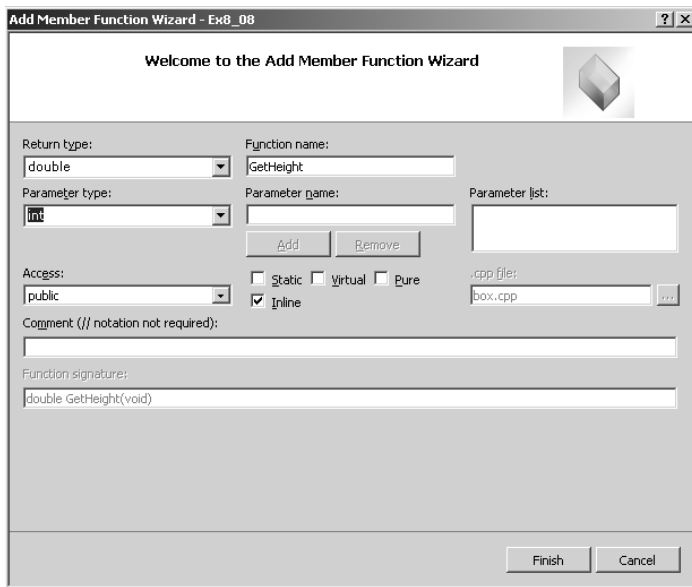 Add Member Function Wizard - Ex8_08
? X
Welcome to the Add Member Function Wizard
Return type:
Function name:
double
GetHeight
Parameter type:
Parameter name:
Parameter list:
int
Add
Remove
Access:
Static
Virtual
Pure
.cpp file:
public
Inline
box.cpp
...
Comment (// notation not required):
Function signature:
double GetHeight(void)
Finish
Cancel